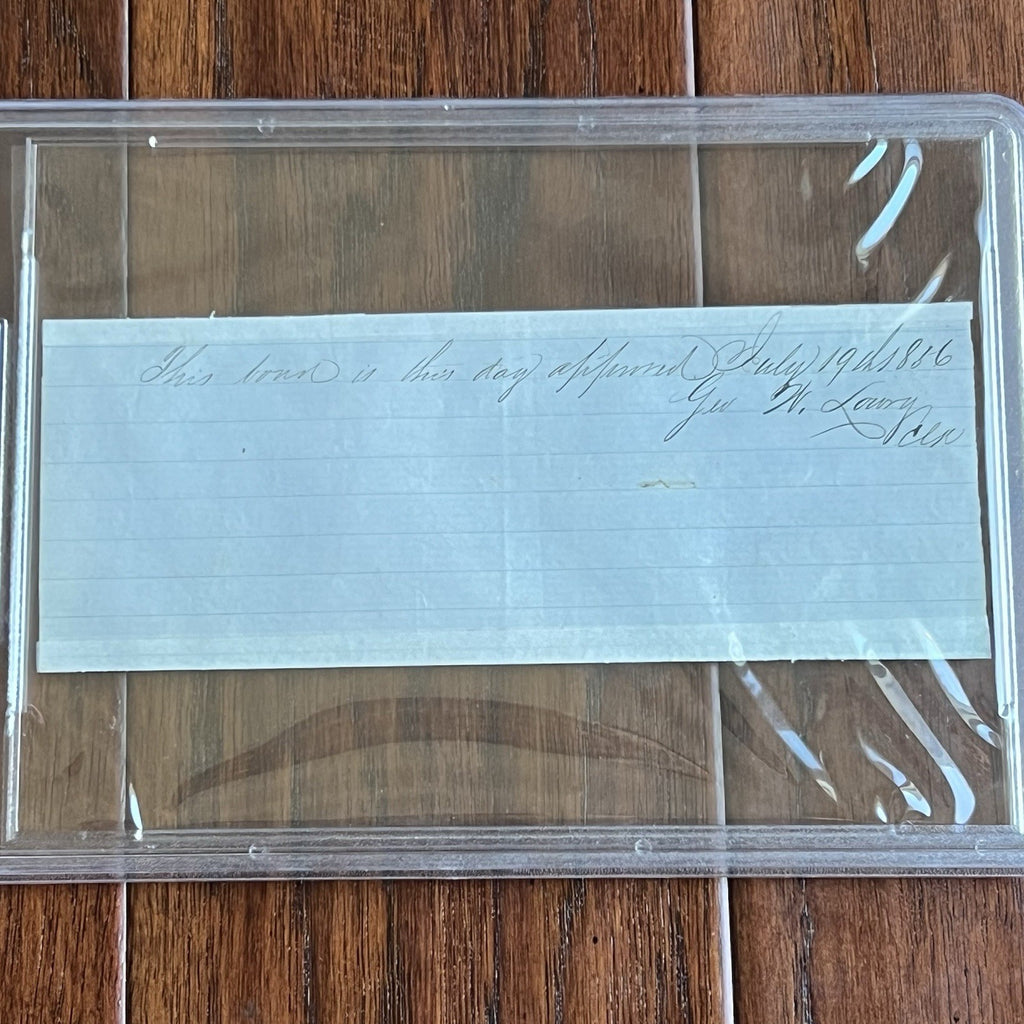 This bond is this day approved July 19th 1856
Geo W. Lowry
Clk